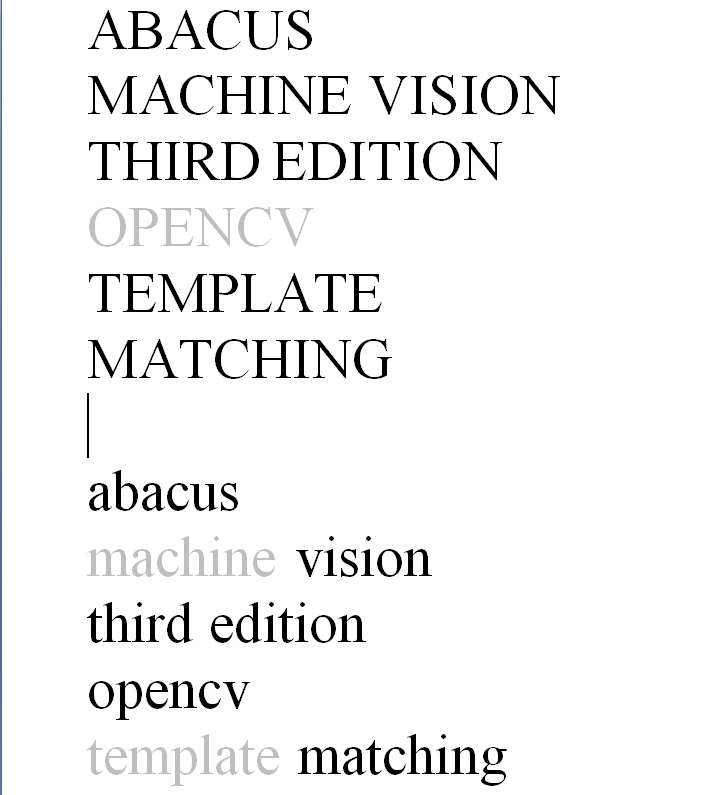 ABACUS
MACHINE VISION
THIRD EDITION
OPENCV
TEMPLATE
MATCHING
abacus
machine vision
third edition
opencv
template matching